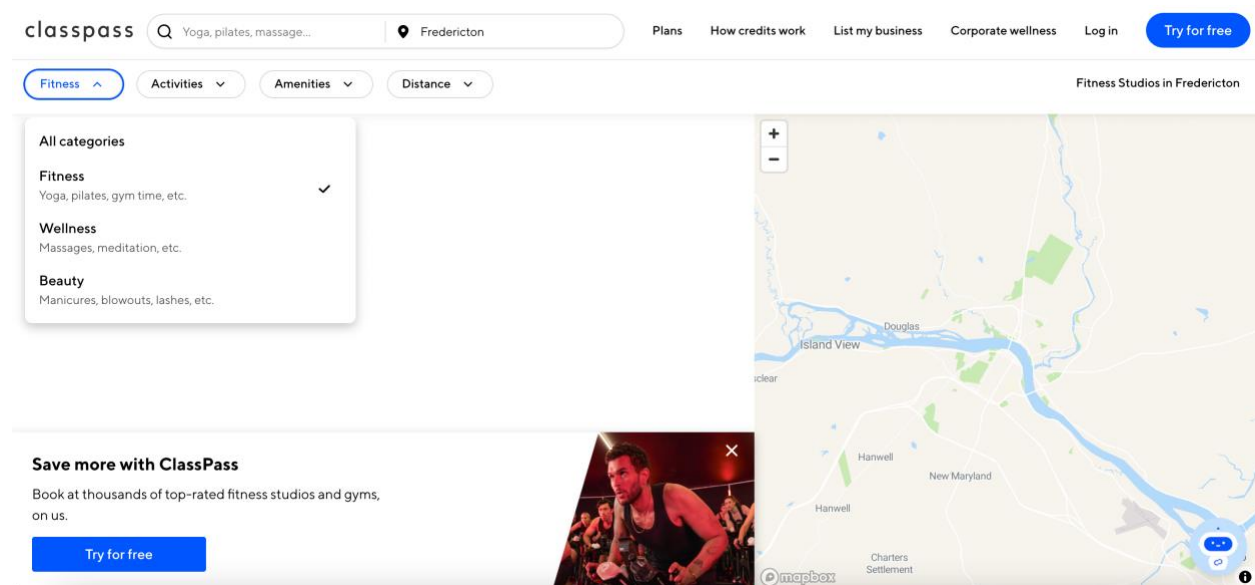 classpass
Yoga, pilates, massage...
Fredericton
Plans
How credits work
List my business
Corporate wellness
Log in
Try for free
Fitness
Activities
Amenities
Distance
Fitness Studios in Fredericton
All categories
Fitness
Yoga, pilates, gym time, etc.
Wellness
Massages, meditation, etc.
Beauty
Manicures, blowouts, lashes, etc.
+
−
Douglas
Island View
clear
Hanwell
New Maryland
Hanwell
Charters
Settlement
mapbox
Save more with ClassPass
Book at thousands of top-rated fitness studios and gyms,
on us.
Try for free